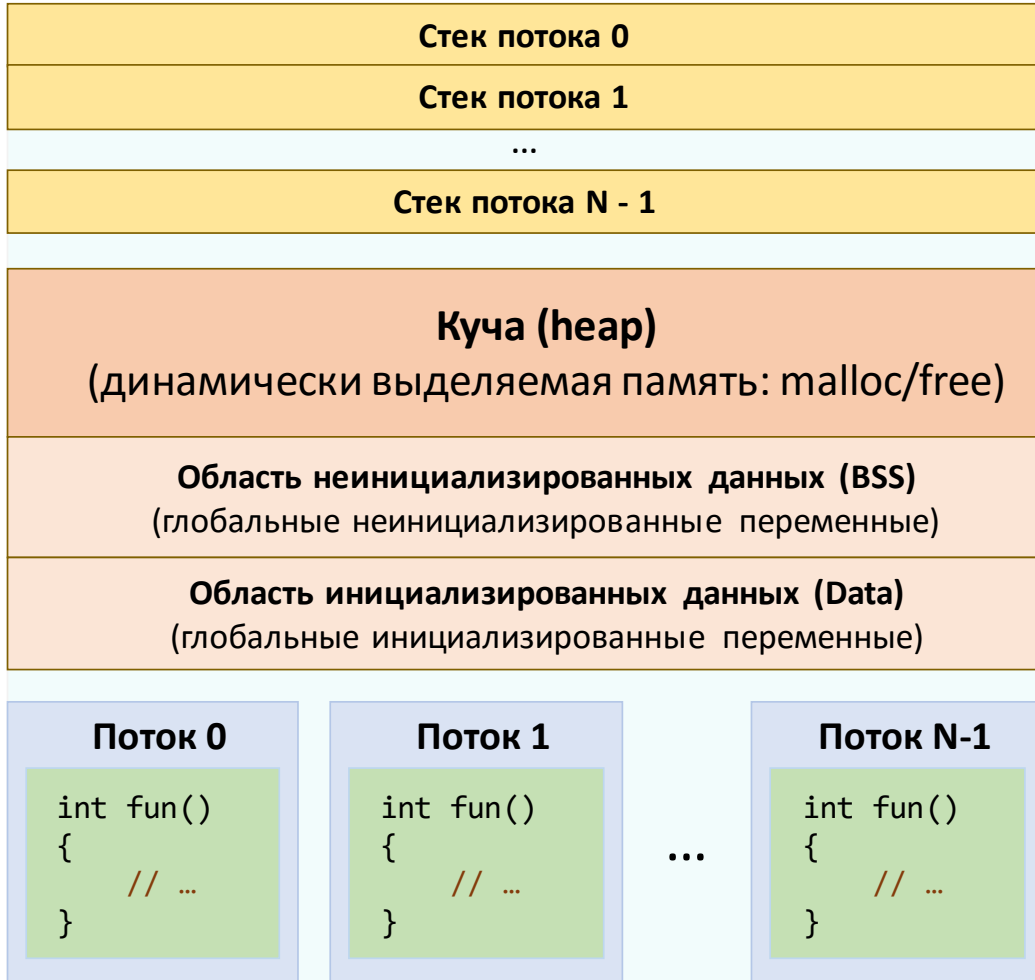 Стек потока 0
Стек потока 1
...
Стек потока N - 1
Куча (heap)
(динамически выделяемая память: malloc/free)
Область неинициализированных данных (BSS)
(глобальные неинициализированные переменные)
Область инициализированных данных (Data)
(глобальные инициализированные переменные)
Поток 0
int fun()
{
// …
}
Поток 1
int fun()
{
// …
}
...
Поток N-1
int fun()
{
// …
}